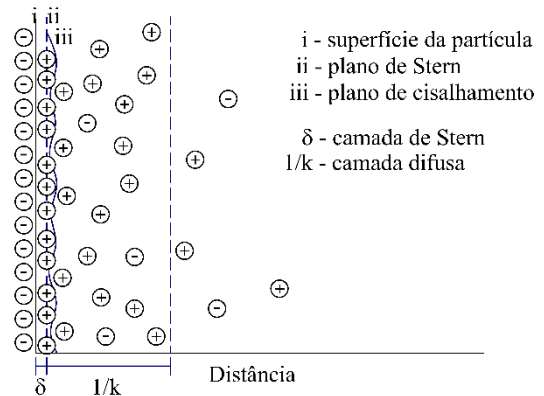 i ii
iii
i - superfície da partícula
ii - plano de Stern
iii - plano de cisalhamento
δ - camada de Stern
1/k - camada difusa
Distância
δ 1/k